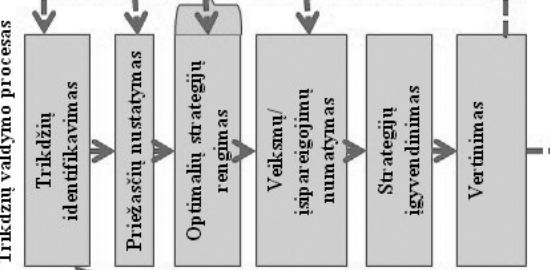 Trikdžių valdymo procesas
Trikdžių
identifikavimas
Priežasčių nustatymas
Optimalių strategijų
rengimas
Veiksmų/
įsipareigojimų
numatymas
Strategijų
įgyvendinimas
Vertinimas